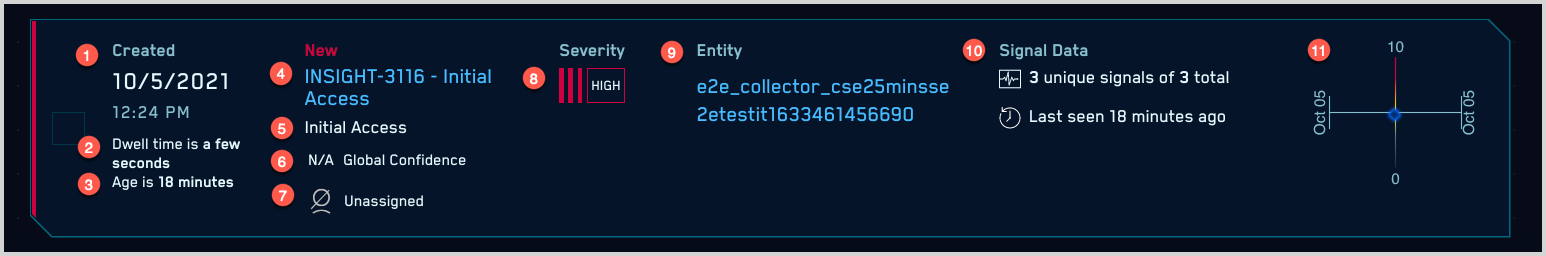 1 Created
10/5/2021
12:24 PM
2 Dwell time is a few
seconds
3 Age is 18 minutes
New
4 INSIGHT-3116 - Initial
Access
5 Initial Access
6 N/A Global Confidence
7 Unassigned
Severity
8 HIGH
9 Entity
e2e_collector_cse25minsse
2etestit1633461456690
10 Signal Data
3 unique signals of 3 total
Last seen 18 minutes ago
11
10
Oct 05
Oct 05
0